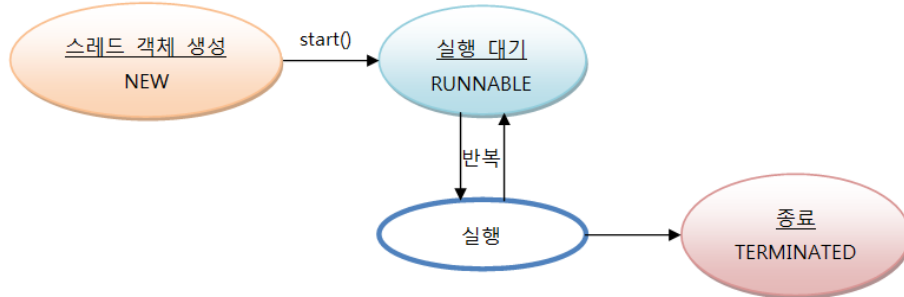 스레드 객체 생성
NEW
start()
실행 대기
RUNNABLE
반복
실행
종료
TERMINATED